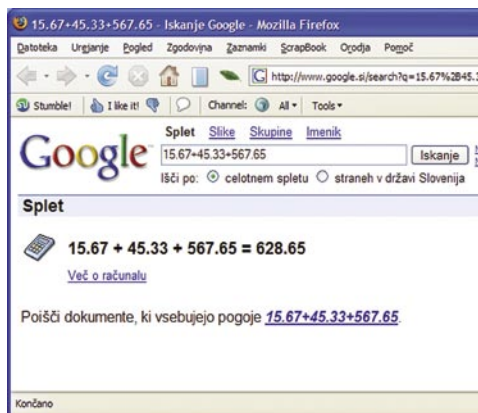 15.67+45.33+567.65 - Iskanje Google - Mozilla Firefox
Datoteka Urejanje Pogled Zgodovina Zaznamki ScrapBook Orodja Pomoč
G http://www.google.si/search?q=15.67%2B45.
Stumble! I like it! Channel: All Tools
Splet Slike Skupine Imenik
Google 15.67+45.33+567.65 Iskanje
Išči po: celotnem spletu straneh v državi Slovenija
Splet
15.67 + 45.33 + 567.65 = 628.65
Več o računalu
Poišči dokumente, ki vsebujejo pogoje 15.67+45.33+567.65.
Končano